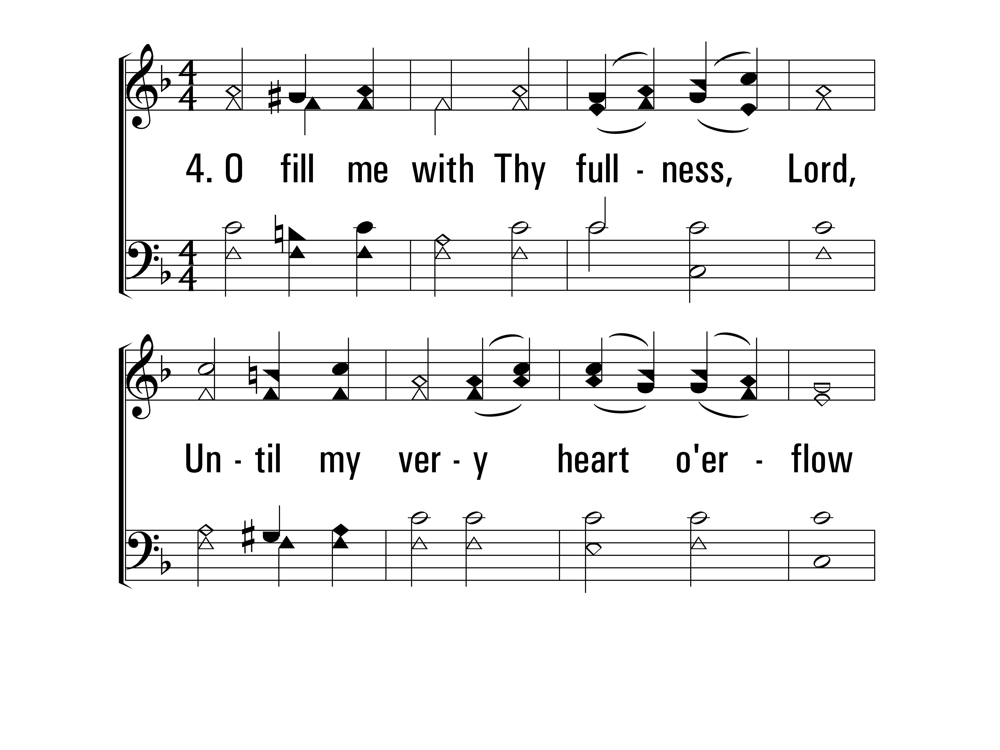 4. O fill me with Thy full - ness, Lord,
Un - til my ver - y heart o'er - flow